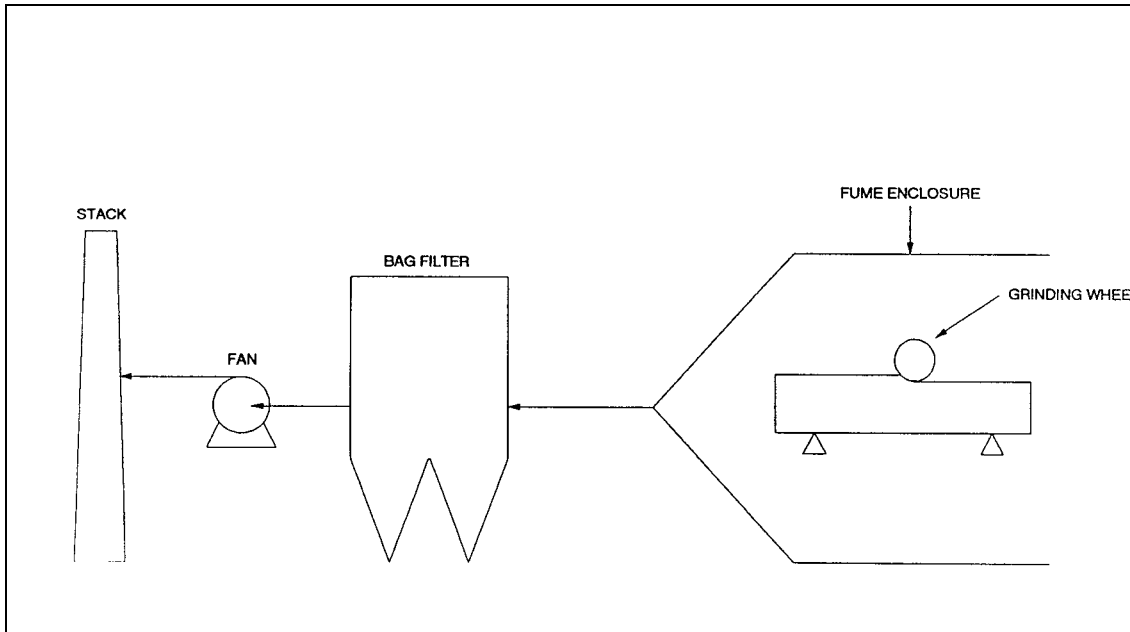 STACK
FUME ENCLOSURE
BAG FILTER
GRINDING WHEE
FAN